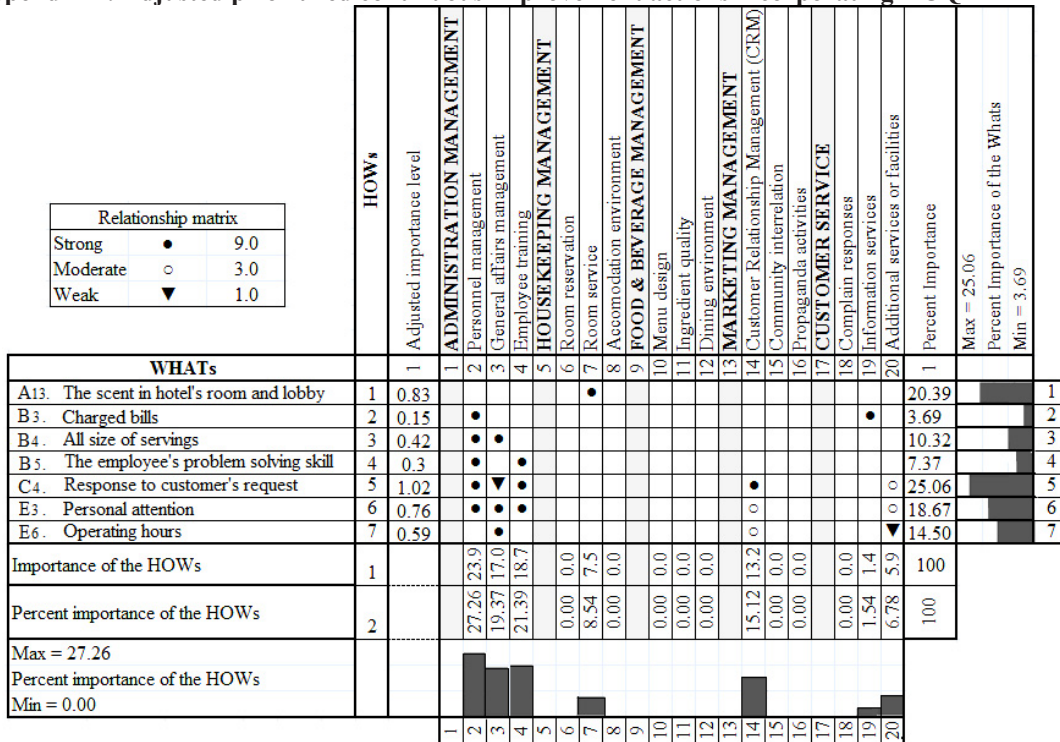 Adjusted prioritized continuous improvement actions incorporating
Relationship matrix
Strong ● 9.0
Moderate ○ 3.0
Weak ▼ 1.0
HOWs
Adjusted importance level
ADMINISTRATION MANAGEMENT
Personnel management
General affairs management
Employee training
HOUSEKEEPING MANAGEMENT
Room reservation
Room service
Accomodation environment
FOOD & BEVERAGE MANAGEMENT
Menu design
Ingredient quality
Dining environment
MARKETING MANAGEMENT
Customer Relationship Management (CRM)
Community interrelation
Propaganda activities
CUSTOMER SERVICE
Complain responses
Information services
Additional services or facilities
Percent Importance
Max = 25.06
Percent Importance of the Whats
Min = 3.69
WHATs 1 1 2 3 4 5 6 7 8 9 10 11 12 13 14 15 16 17 18 19 20 1
A13. The scent in hotel's room and lobby 1 0.83 ● 20.39 1
B3. Charged bills 2 0.15 ● ● 3.69 2
B4. All size of servings 3 0.42 ● ● 10.32 3
B5. The employee's problem solving skill 4 0.3 ● ● 7.37 4
C4. Response to customer's request 5 1.02 ● ▼ ● ● ○ 25.06 5
E3. Personal attention 6 0.76 ● ● ● ○ ○ 18.67 6
E6. Operating hours 7 0.59 ● ○ ▼ 14.50 7
Importance of the HOWs 1 23.9 17.0 18.7 0.0 7.5 0.0 0.0 0.0 0.0 13.2 0.0 0.0 0.0 1.4 5.9 100
Percent importance of the HOWs 2 27.26 19.37 21.39 0.00 8.54 0.00 0.00 0.00 0.00 15.12 0.00 0.00 0.00 1.54 6.78 100
Max = 27.26
Percent importance of the HOWs
Min = 0.00
1 2 3 4 5 6 7 8 9 10 11 12 13 14 15 16 17 18 19 20